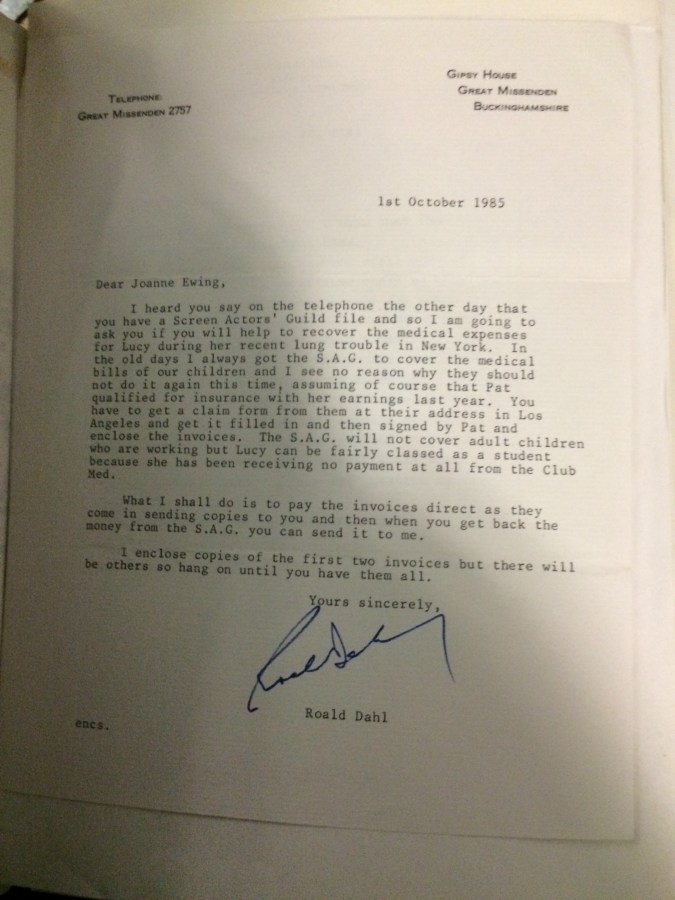 TELEPHONE:
GREAT MISSENDEN 2757
GIPSY HOUSE
GREAT MISSENDEN
BUCKINGHAMSHIRE
1st October 1985
Dear Joanne Ewing,
I heard you say on the telephone the other day that
you have a Screen Actors' Guild file and so I am going to
ask you if you will help to recover the medical expenses
for Lucy during her recent lung trouble in New York. In
the old days I always got the S.A.G. to cover the medical
bills of our children and I see no reason why they should
not do it again this time, assuming of course that Pat
qualified for insurance with her earnings last year. You
have to get a claim form from them at their address in Los
Angeles and get it filled in and then signed by Pat and
enclose the invoices. The S.A.G. will not cover adult children
who are working but Lucy can be fairly classed as a student
because she has been receiving no payment at all from the Club
Med.
What I shall do is to pay the invoices direct as they
come in sending copies to you and then when you get back the
money from the S.A.G. you can send it to me.
I enclose copies of the first two invoices but there will
be others so hang on until you have them all.
Yours sincerely,
Roald Dahl
Roald Dahl
encs.